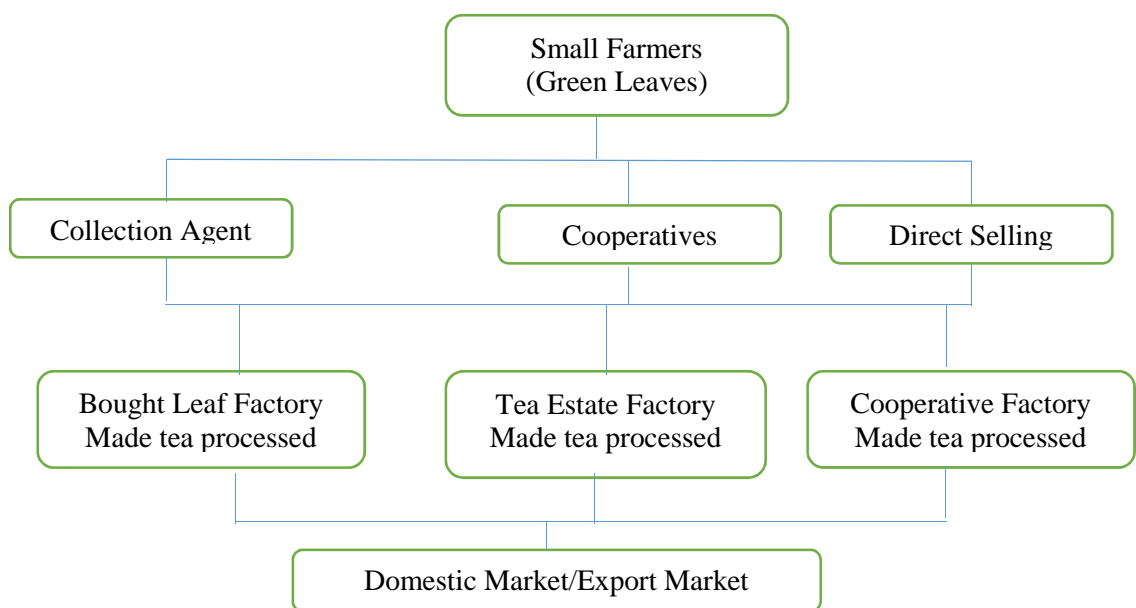 Small Farmers
(Green Leaves)
Collection Agent
Cooperatives
Direct Selling
Bought Leaf Factory
Made tea processed
Tea Estate Factory
Made tea processed
Cooperative Factory
Made tea processed
Domestic Market/Export Market